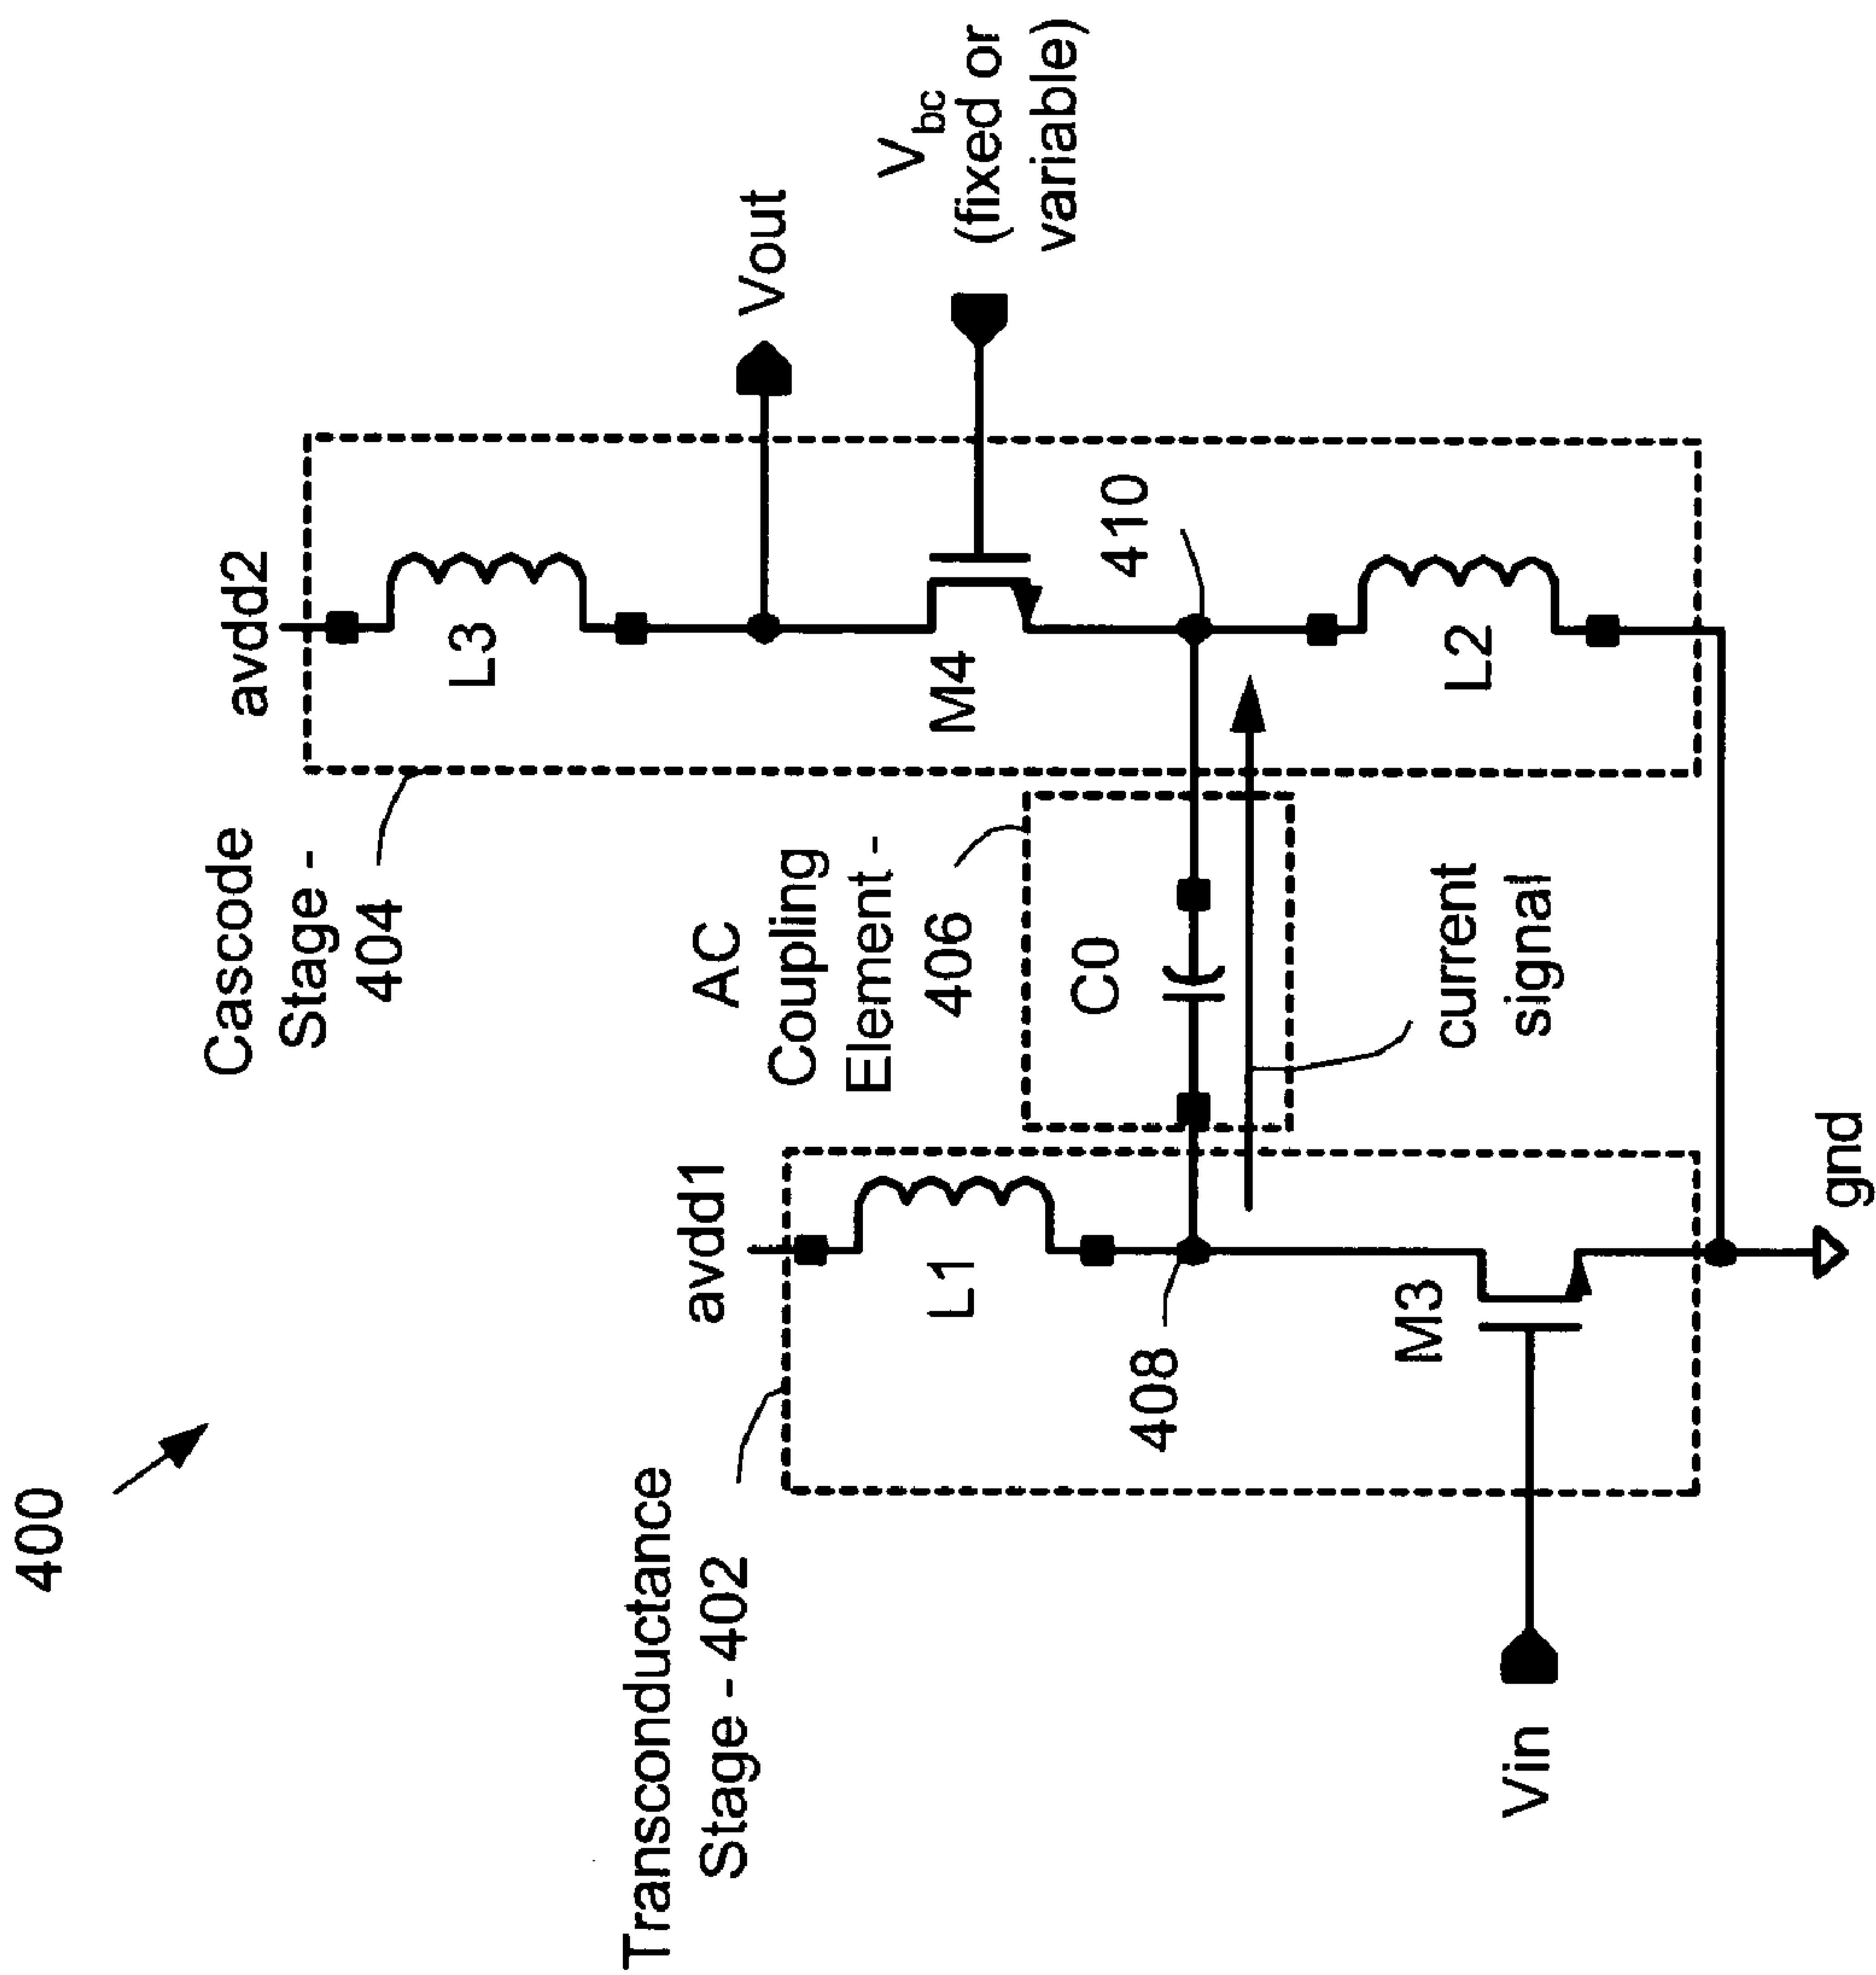 400
Transconductance
Stage - 402
avdd1
L1
408
M3
Vin
gnd
AC
Coupling
Element -
406
C0
current
signal
Cascode
Stage -
404
avdd2
L3
M4
410
L2
Vout
Vbc
(fixed or
variable)